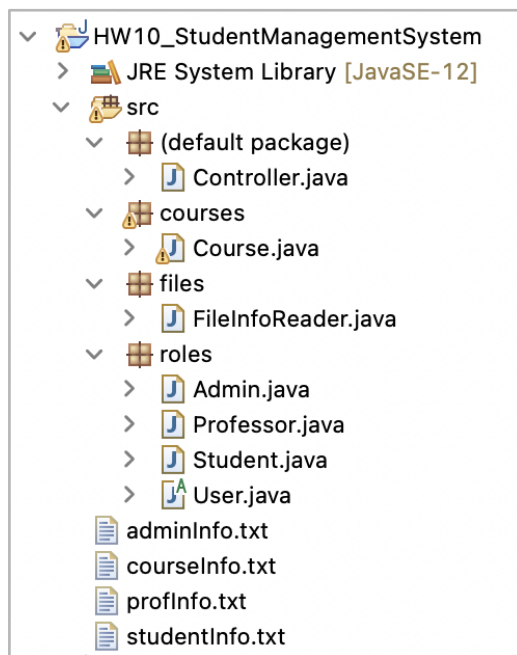 HW10_StudentManagementSystem
JRE System Library [JavaSE-12]
src
(default package)
Controller.java
courses
Course.java
files
FileInfoReader.java
roles
Admin.java
Professor.java
Student.java
User.java
adminInfo.txt
courseInfo.txt
profInfo.txt
studentInfo.txt